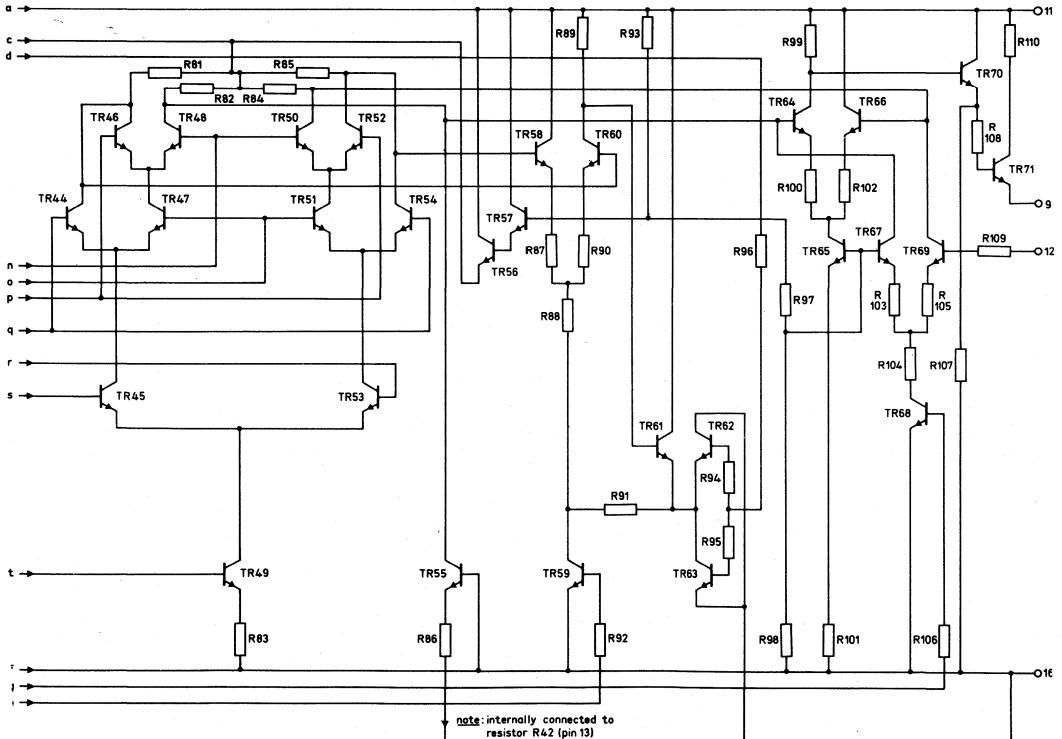 a
11
c
R89
R93
R99
R110
d
R81
R85
TR70
R82
R84
TR46
TR48
TR50
TR52
TR64
TR66
TR58
TR60
R
108
TR71
R100
R102
TR44
TR47
TR51
TR54
TR57
9
TR67
R87
R90
R96
TR65
TR69
R109
12
n
TR56
o
p
R97
R
103
R
105
q
R88
r
R104
R107
s
TR45
TR53
TR68
TR61
TR62
R94
R91
R95
t
TR49
TR55
TR59
TR63
R83
R86
R92
R98
R101
R106
16
note: internally connected to
resistor R42 (pin 13)